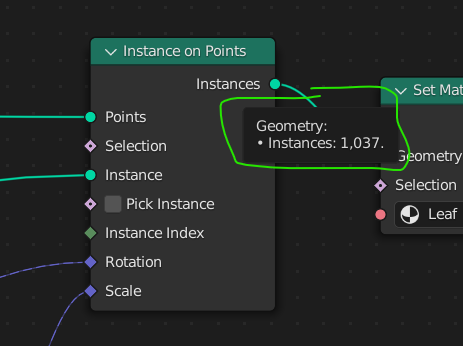 Instance on Points
Instances
Points
Selection
Instance
Pick Instance
Instance Index
Rotation
Scale
Geometry:
• Instances: 1,037.
Set Mat
Geometry
Selection
Leaf